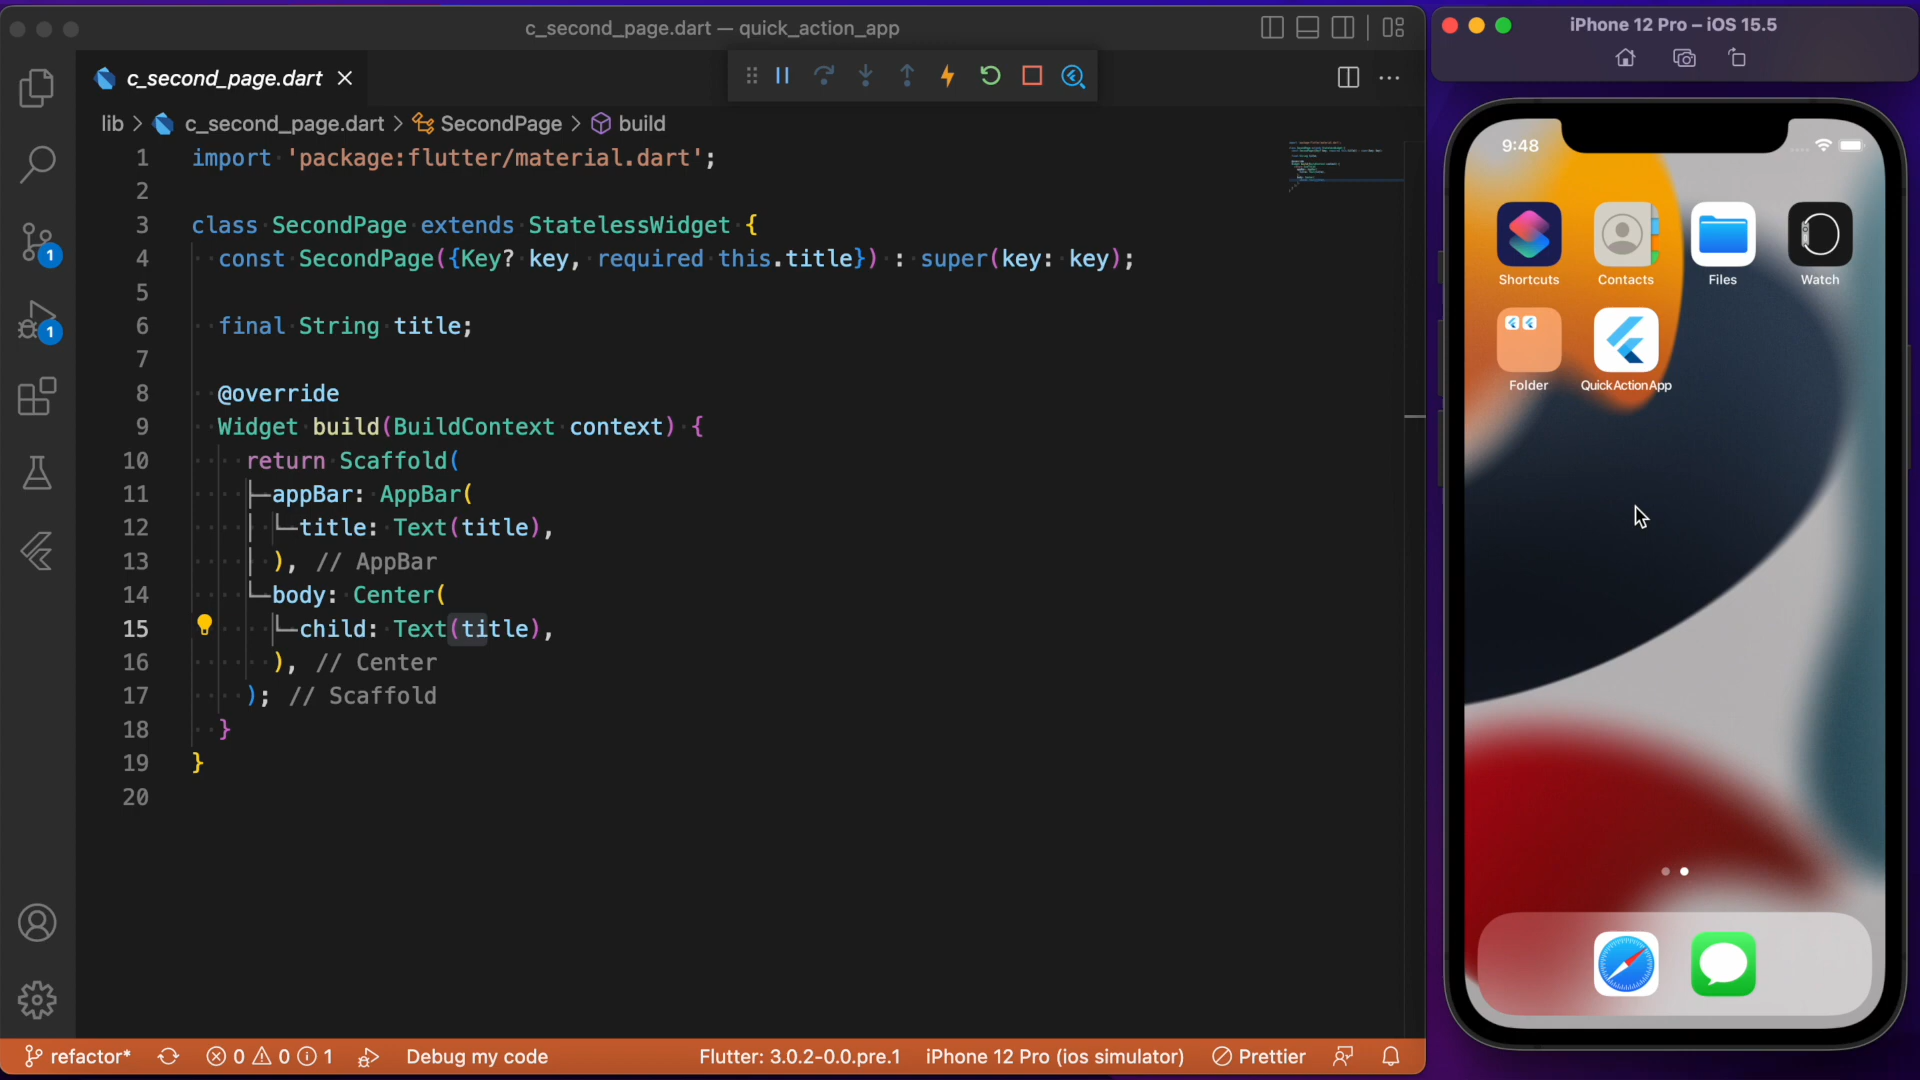 c_second_page.dart — quick_action_app
c_second_page.dart
lib > c_second_page.dart > SecondPage > build
1 import 'package:flutter/material.dart';
2
3 class SecondPage extends StatelessWidget {
4 const SecondPage({Key? key, required this.title}) : super(key: key);
5
6 final String title;
7
8 @override
9 Widget build(BuildContext context) {
10 return Scaffold(
11 appBar: AppBar(
12 title: Text(title),
13 ), // AppBar
14 body: Center(
15 child: Text(title),
16 ), // Center
17 ); // Scaffold
18 }
19 }
20
1
1
refactor* 0 0 1 Debug my code Flutter: 3.0.2-0.0.pre.1 iPhone 12 Pro (ios simulator) Prettier
iPhone 12 Pro – iOS 15.5
9:48
Shortcuts Contacts Files Watch
Folder QuickActionApp